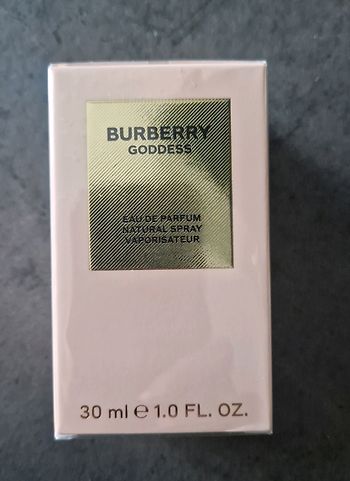 BURBERRY
GODDESS
EAU DE PARFUM
NATURAL SPRAY
VAPORISATEUR
30 ml ℮ 1.0 FL. OZ.